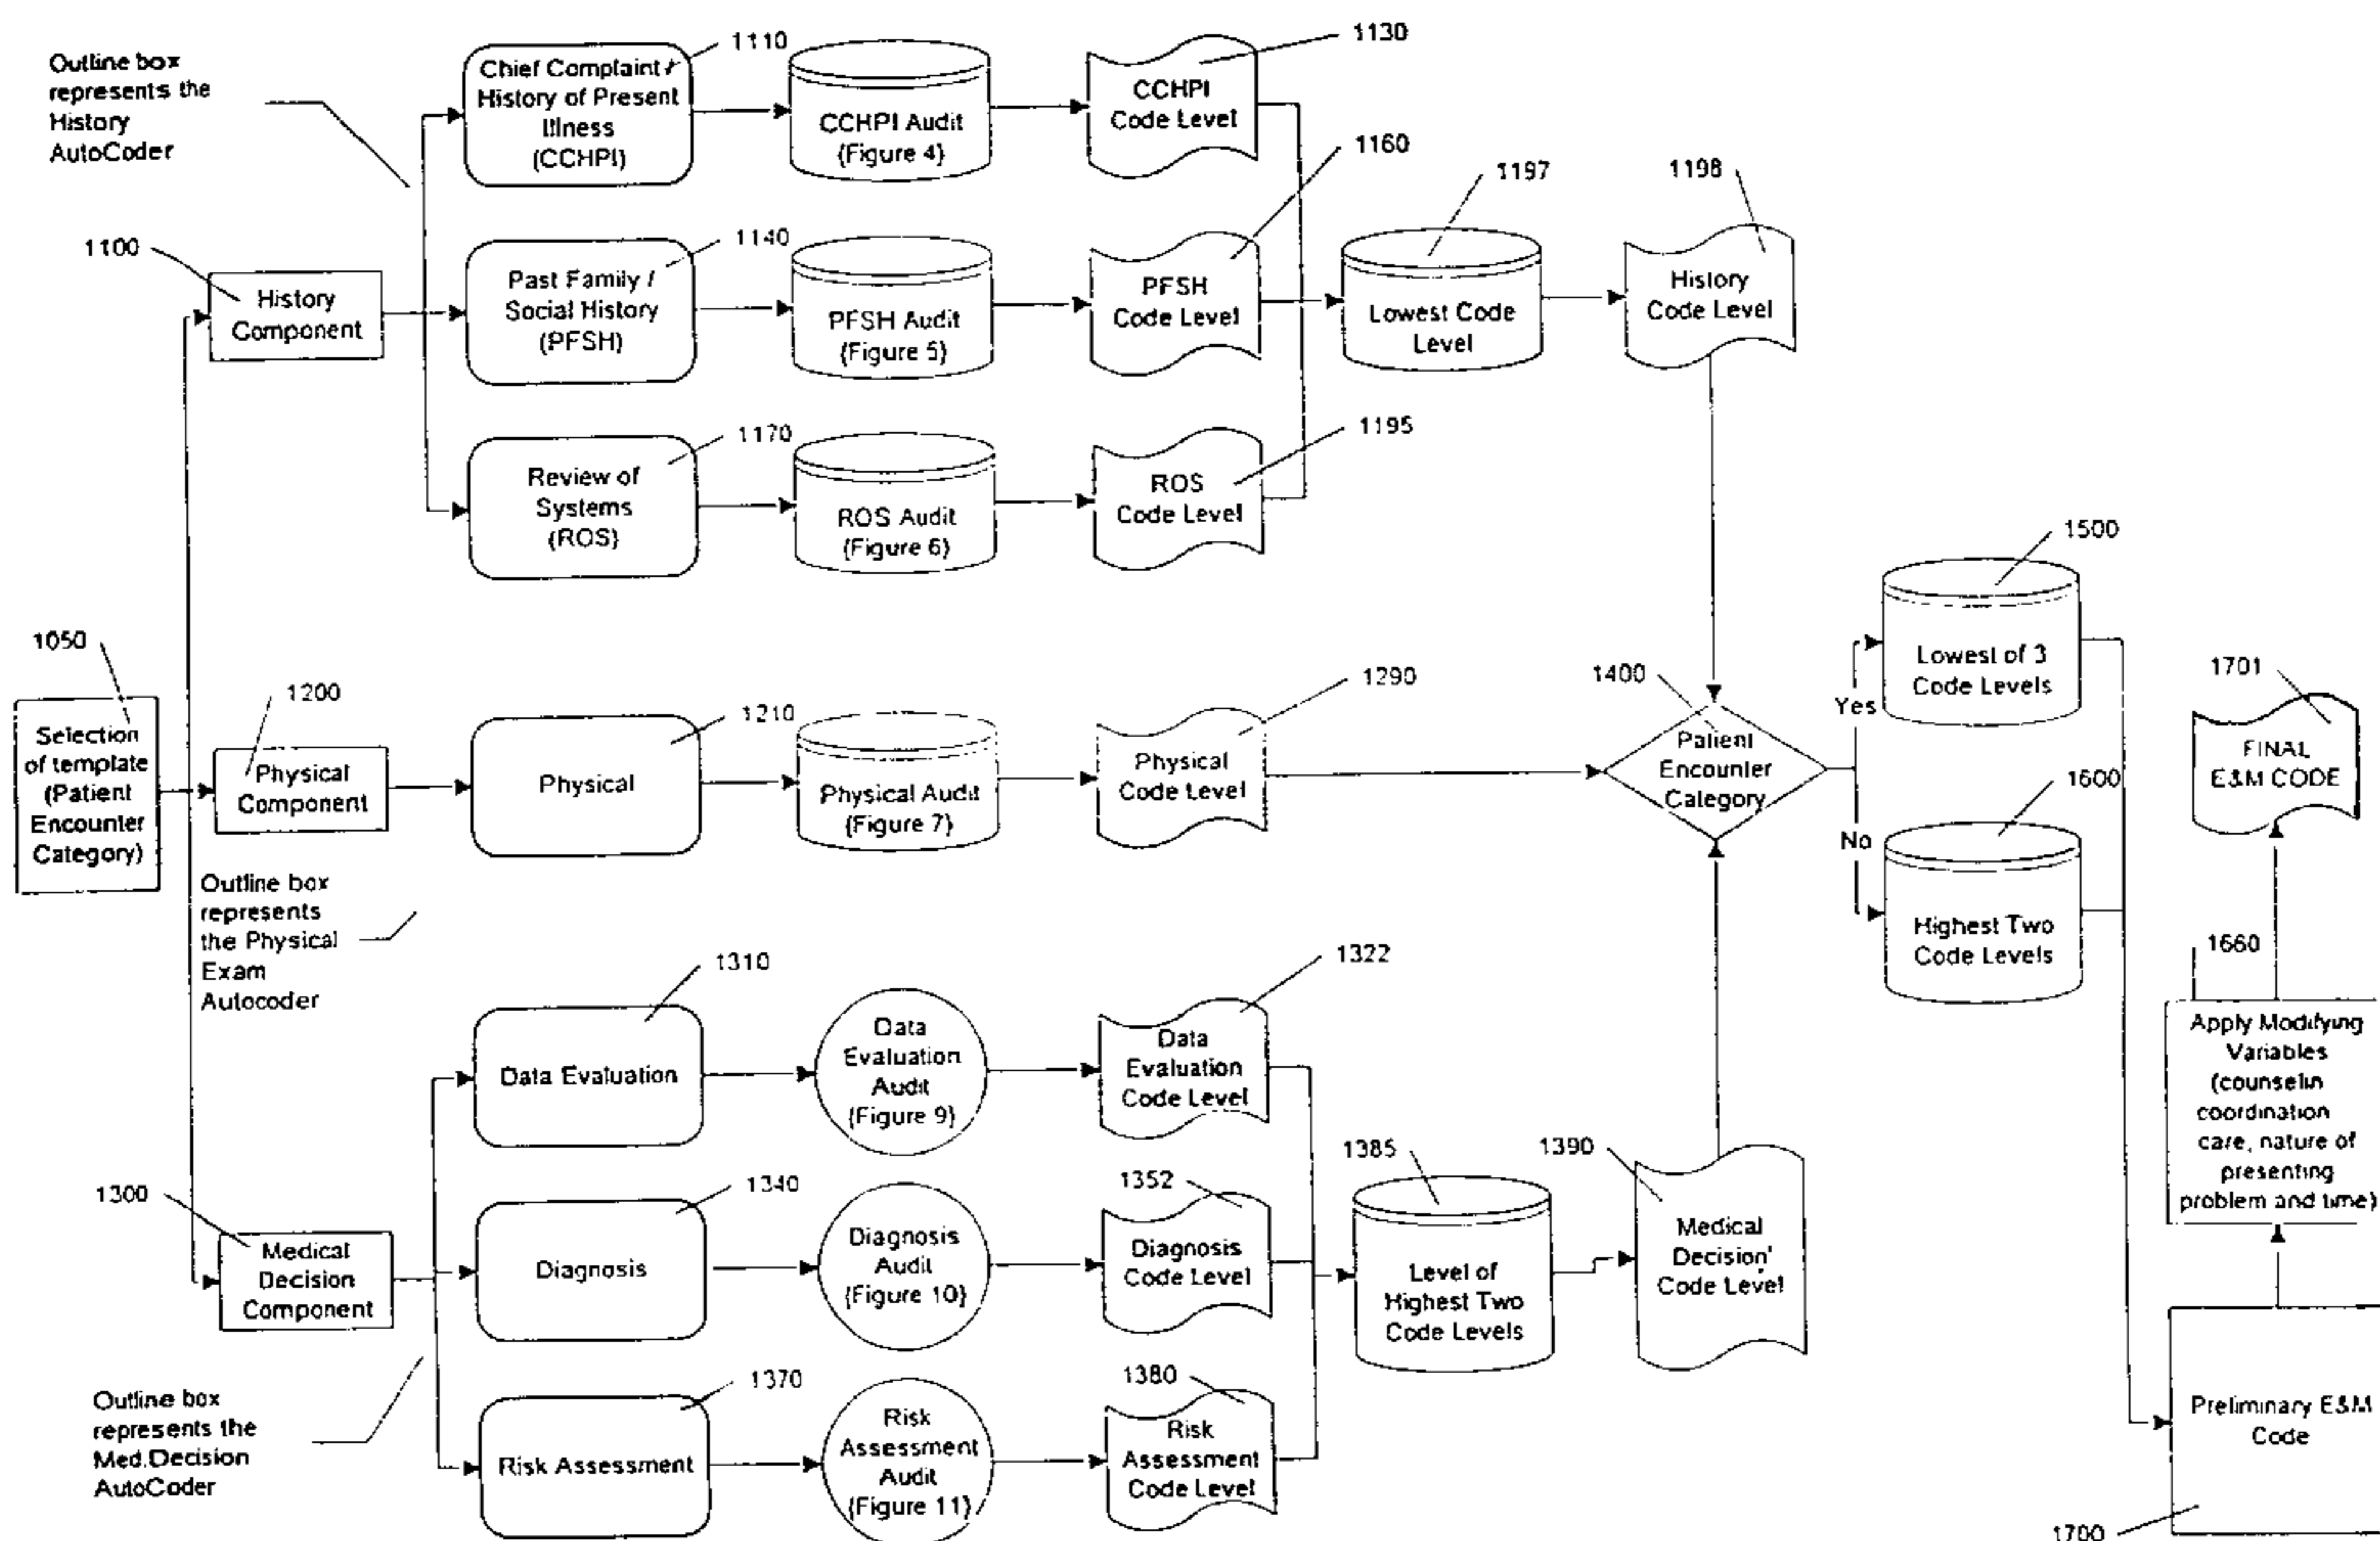 Outline box
represents the
History
AutoCoder
1110
Chief Complaint /
History of Present
Illness
(CCHPI)
CCHPI Audit
(Figure 4)
1130
CCHPI
Code Level
1100
History
Component
1140
Past Family /
Social History
(PFSH)
PFSH Audit
(Figure 5)
1160
PFSH
Code Level
1197
Lowest Code
Level
1198
History
Code Level
1170
Review of
Systems
(ROS)
ROS Audit
(Figure 6)
1195
ROS
Code Level
1050
Selection
of template
(Patient
Encounter
Category)
1200
Physical
Component
1210
Physical
Physical Audit
(Figure 7)
1290
Physical
Code Level
1400
Patient
Encounter
Category
Yes
No
1500
Lowest of 3
Code Levels
1600
Highest Two
Code Levels
1701
FINAL
E&M CODE
Outline box
represents
the Physical
Exam
Autocoder
1310
Data Evaluation
Data
Evaluation
Audit
(Figure 9)
1322
Data
Evaluation
Code Level
1300
Medical
Decision
Component
1340
Diagnosis
Diagnosis
Audit
(Figure 10)
1352
Diagnosis
Code Level
1385
Level of
Highest Two
Code Levels
1390
Medical
Decision
Code Level
1660
Apply Modifying
Variables
(counselin
coordination
care, nature of
presenting
problem and time)
Outline box
represents the
Med.Decision
AutoCoder
1370
Risk Assessment
Risk
Assessment
Audit
(Figure 11)
1380
Risk
Assessment
Code Level
Preliminary E&M
Code
1700